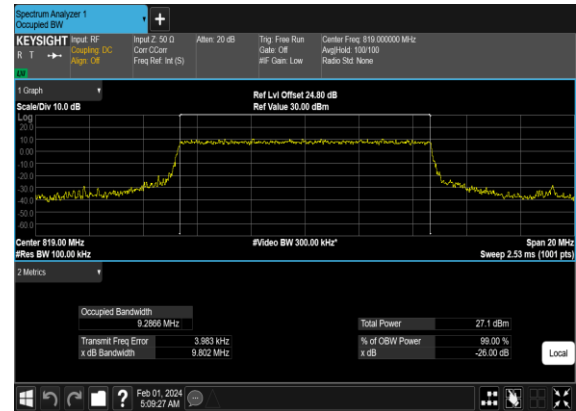 Spectrum Analyzer 1
Occupied BW
+
KEYSIGHT Input: RF Input Z: 50 Ω Atten: 20 dB Trig: Free Run Center Freq: 819.000000 MHz
R T Coupling: DC Corr CCorr Gate: Off Avg|Hold: 100/100
Align: Off Freq Ref: Int (S) #IF Gain: Low Radio Std: None
1 Graph
Ref Lvl Offset 24.80 dB
Scale/Div 10.0 dB Ref Value 30.00 dBm
Log
20.0
10.0
0.00
-10.0
-20.0
-30.0
-40.0
-50.0
-60.0
Center 819.00 MHz #Video BW 300.00 kHz* Span 20 MHz
#Res BW 100.00 kHz Sweep 2.53 ms (1001 pts)
2 Metrics
Occupied Bandwidth
9.2866 MHz Total Power 27.1 dBm
Transmit Freq Error 3.983 kHz % of OBW Power 99.00 %
x dB Bandwidth 9.802 MHz x dB -26.00 dB
Local
? Feb 01, 2024
5:09:27 AM